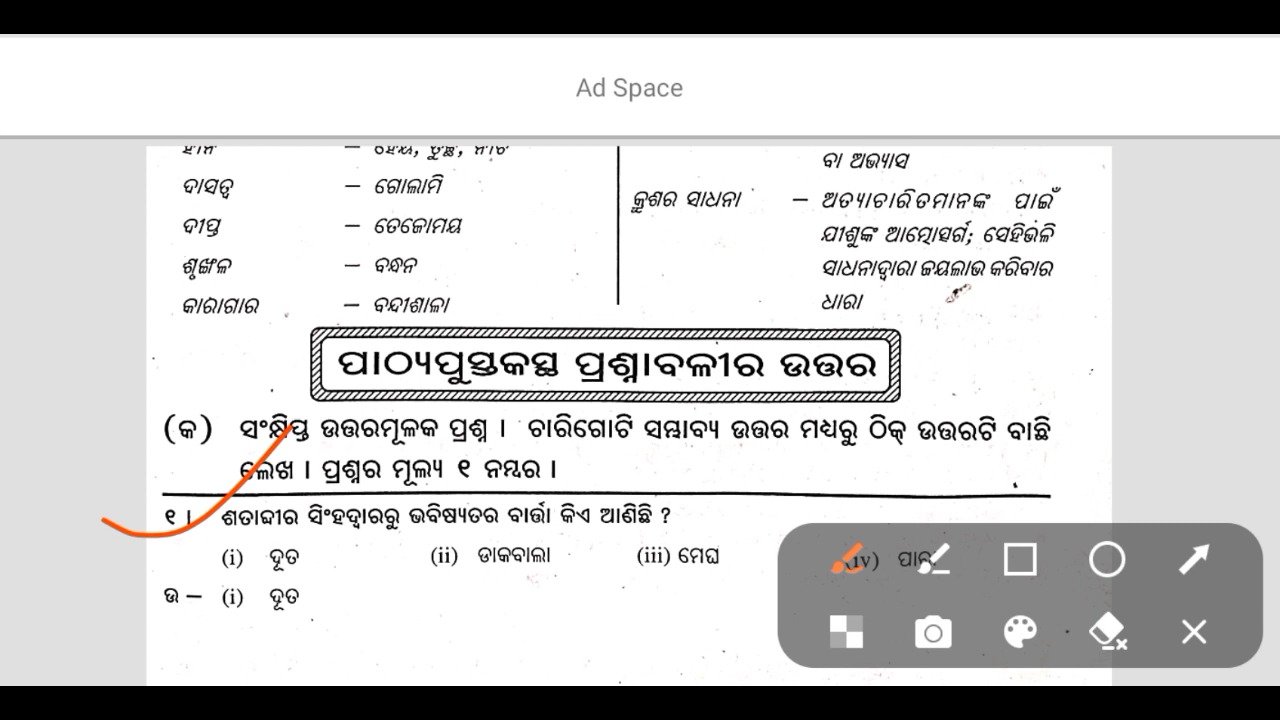 Ad Space
ହୀନ — ହେୟ, ତୁଚ୍ଛ, ନୀଚ
ଦାସତ୍ୱ — ଗୋଲାମି
ଦୀପ୍ତ — ତେଜୋମୟ
ଶୃଙ୍ଖଳ — ବନ୍ଧନ
କାରାଗାର — ବନ୍ଦୀଶାଳା
ବା ଅଭ୍ୟାସ
କ୍ରୁଶର ସାଧନା — ଅତ୍ୟାଚାରିତମାନଙ୍କ ପାଇଁ
ଯୀଶୁଙ୍କ ଆତ୍ମୋତ୍ସର୍ଗ; ସେହିଭଳି
ସାଧନାଦ୍ୱାରା ଜୟଲାଭ କରିବାର
ଧାରା
ପାଠ୍ୟପୁସ୍ତକସ୍ଥ ପ୍ରଶ୍ନାବଳୀର ଉତ୍ତର
(କ) ସଂକ୍ଷିପ୍ତ ଉତ୍ତରମୂଳକ ପ୍ରଶ୍ନ । ଚାରିଗୋଟି ସମ୍ଭାବ୍ୟ ଉତ୍ତର ମଧ୍ୟରୁ ଠିକ୍ ଉତ୍ତରଟି ବାଛି
ଲେଖ । ପ୍ରଶ୍ନର ମୂଲ୍ୟ ୧ ନମ୍ବର ।
୧ । ଶତାବ୍ଦୀର ସିଂହଦ୍ୱାରରୁ ଭବିଷ୍ୟତର ବାର୍ତ୍ତା କିଏ ଆଣିଛି ?
(i) ଦୂତ (ii) ଡାକବାଲା (iii) ମେଘ (iv)
ଉ – (i) ଦୂତ